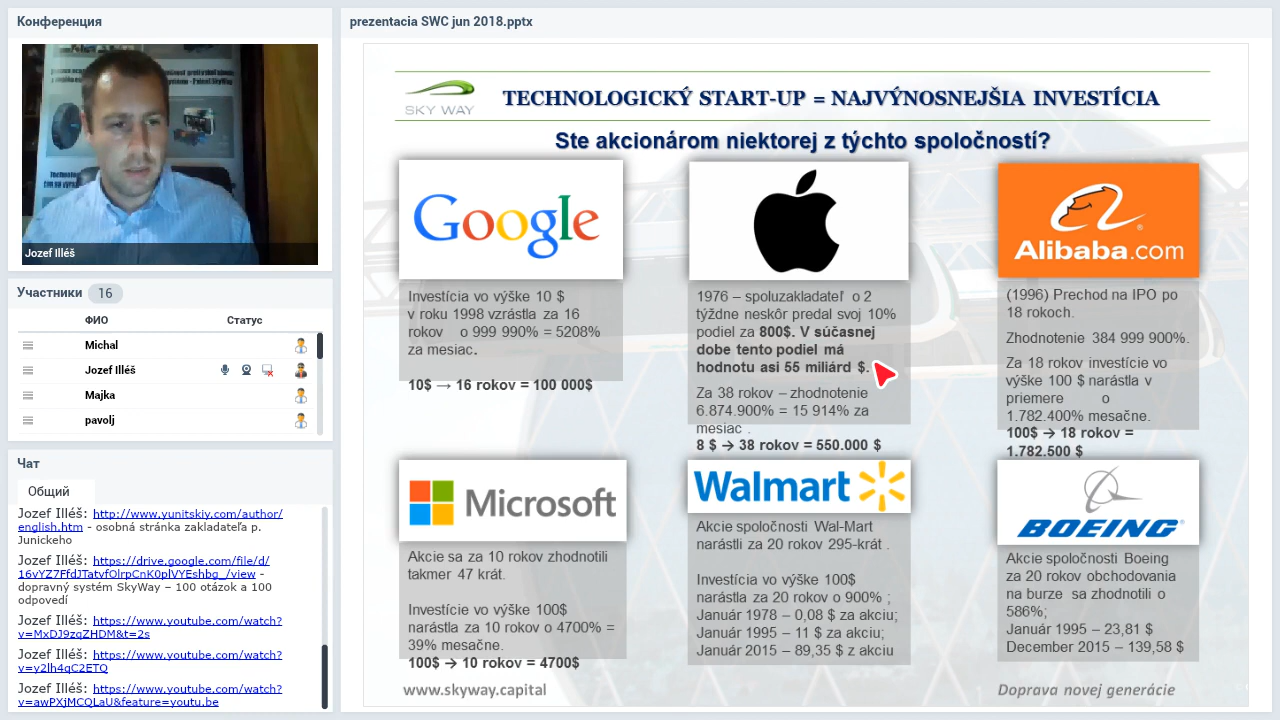 Конференция
Jozef Illéš
Участники 16
ФИО Статус
Michal
Jozef Illéš
Majka
pavolj
Чат
Общий
Jozef Illéš: http://www.yunitskiy.com/author/
english.htm - osobná stránka zakladateľa p.
Junickeho
Jozef Illéš: https://drive.google.com/file/d/
16vYZ7FfdJTatvfOlrpCnK0plVYEshbg_/view -
dopravný systém SkyWay – 100 otázok a 100
odpovedí
Jozef Illéš: https://www.youtube.com/watch?
v=MxDJ9zqZHDM&t=2s
Jozef Illéš: https://www.youtube.com/watch?
v=y2lh4qC2ETQ
Jozef Illéš: https://www.youtube.com/watch?
v=awPXjMCQLaU&feature=youtu.be
prezentacia SWC jun 2018.pptx
SKY WAY
TECHNOLOGICKÝ START-UP = NAJVÝNOSNEJŠIA INVESTÍCIA
Ste akcionárom niektorej z týchto spoločností?
Google
Investícia vo výške 10 $
v roku 1998 vzrástla za 16
rokov o 999 990% = 5208%
za mesiac.
10$ → 16 rokov = 100 000$
1976 – spoluzakladateľ o 2
týždne neskôr predal svoj 10%
podiel za 800$. V súčasnej
dobe tento podiel má
hodnotu asi 55 miliárd $.
Za 38 rokov – zhodnotenie
6.874.900% = 15 914% za
mesiac .
8 $ → 38 rokov = 550.000 $
Alibaba.com
(1996) Prechod na IPO po
18 rokoch.
Zhodnotenie 384 999 900%.
Za 18 rokov investície vo
výške 100 $ narástla v
priemere o
1.782.400% mesačne.
100$ → 18 rokov =
1.782.500 $
Microsoft
Akcie sa za 10 rokov zhodnotili
takmer 47 krát.
Investície vo výške 100$
narástla za 10 rokov o 4700% =
39% mesačne.
100$ → 10 rokov = 4700$
Walmart
Akcie spoločnosti Wal-Mart
narástli za 20 rokov 295-krát .
Investícia vo výške 100$
narástla za 20 rokov o 900% ;
Január 1978 – 0,08 $ za akciu;
Január 1995 – 11 $ za akciu;
Január 2015 – 89,35 $ z akciu
BOEING
Akcie spoločnosti Boeing
za 20 rokov obchodovania
na burze sa zhodnotili o
586%;
Január 1995 – 23,81 $
December 2015 – 139,58 $
www.skyway.capital
Doprava novej generácie